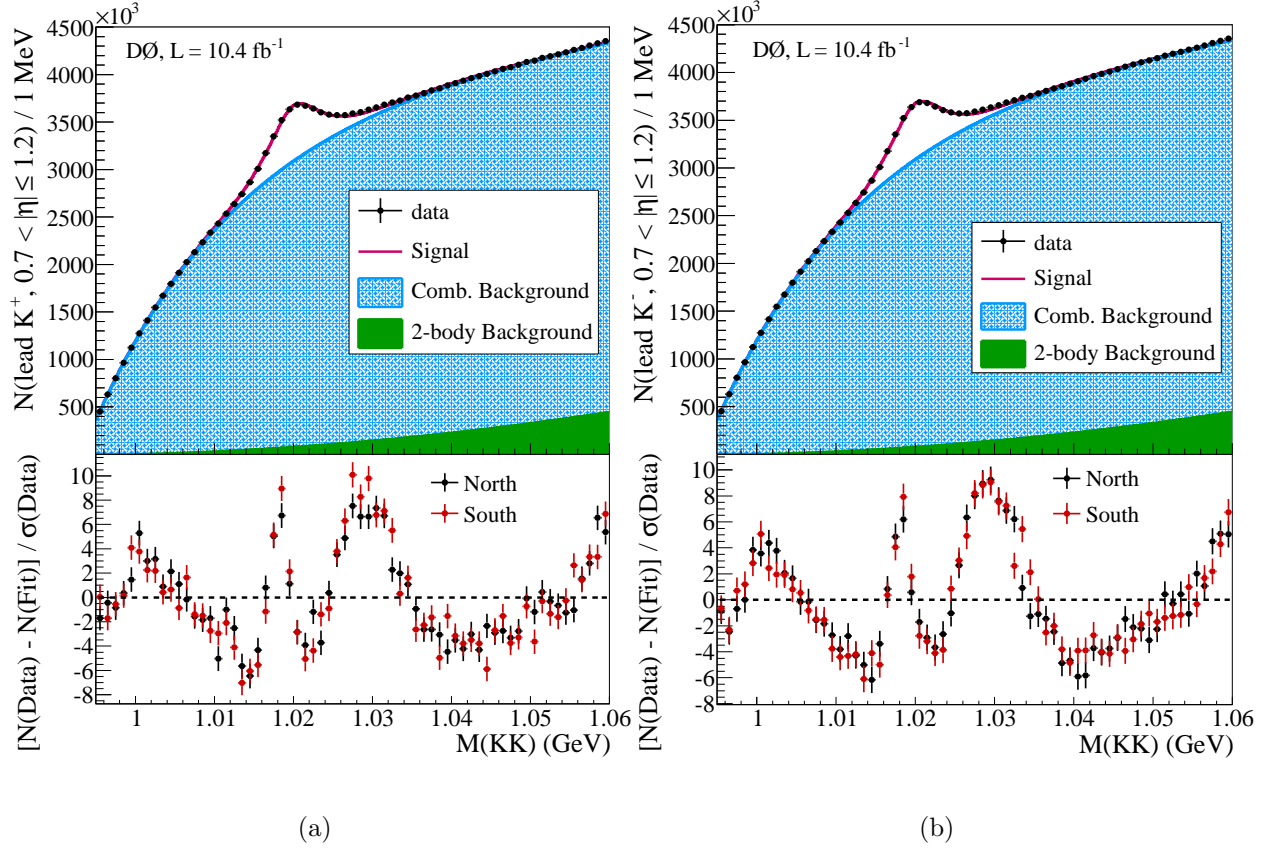 ×10³
4500
4000
3500
3000
2500
2000
1500
1000
500
N(lead K⁺, 0.7 < |η| ≤ 1.2) / 1 MeV
DØ, L = 10.4 fb⁻¹
data
Signal
Comb. Background
2-body Background
10
8
6
4
2
0
-2
-4
-6
-8
[N(Data) - N(Fit)] / σ(Data)
North
South
1
1.01
1.02
1.03
1.04
1.05
1.06
M(KK) (GeV)
(a)
×10³
4500
4000
3500
3000
2500
2000
1500
1000
500
N(lead K⁻, 0.7 < |η| ≤ 1.2) / 1 MeV
DØ, L = 10.4 fb⁻¹
data
Signal
Comb. Background
2-body Background
10
8
6
4
2
0
-2
-4
-6
-8
[N(Data) - N(Fit)] / σ(Data)
North
South
1
1.01
1.02
1.03
1.04
1.05
1.06
M(KK) (GeV)
(b)